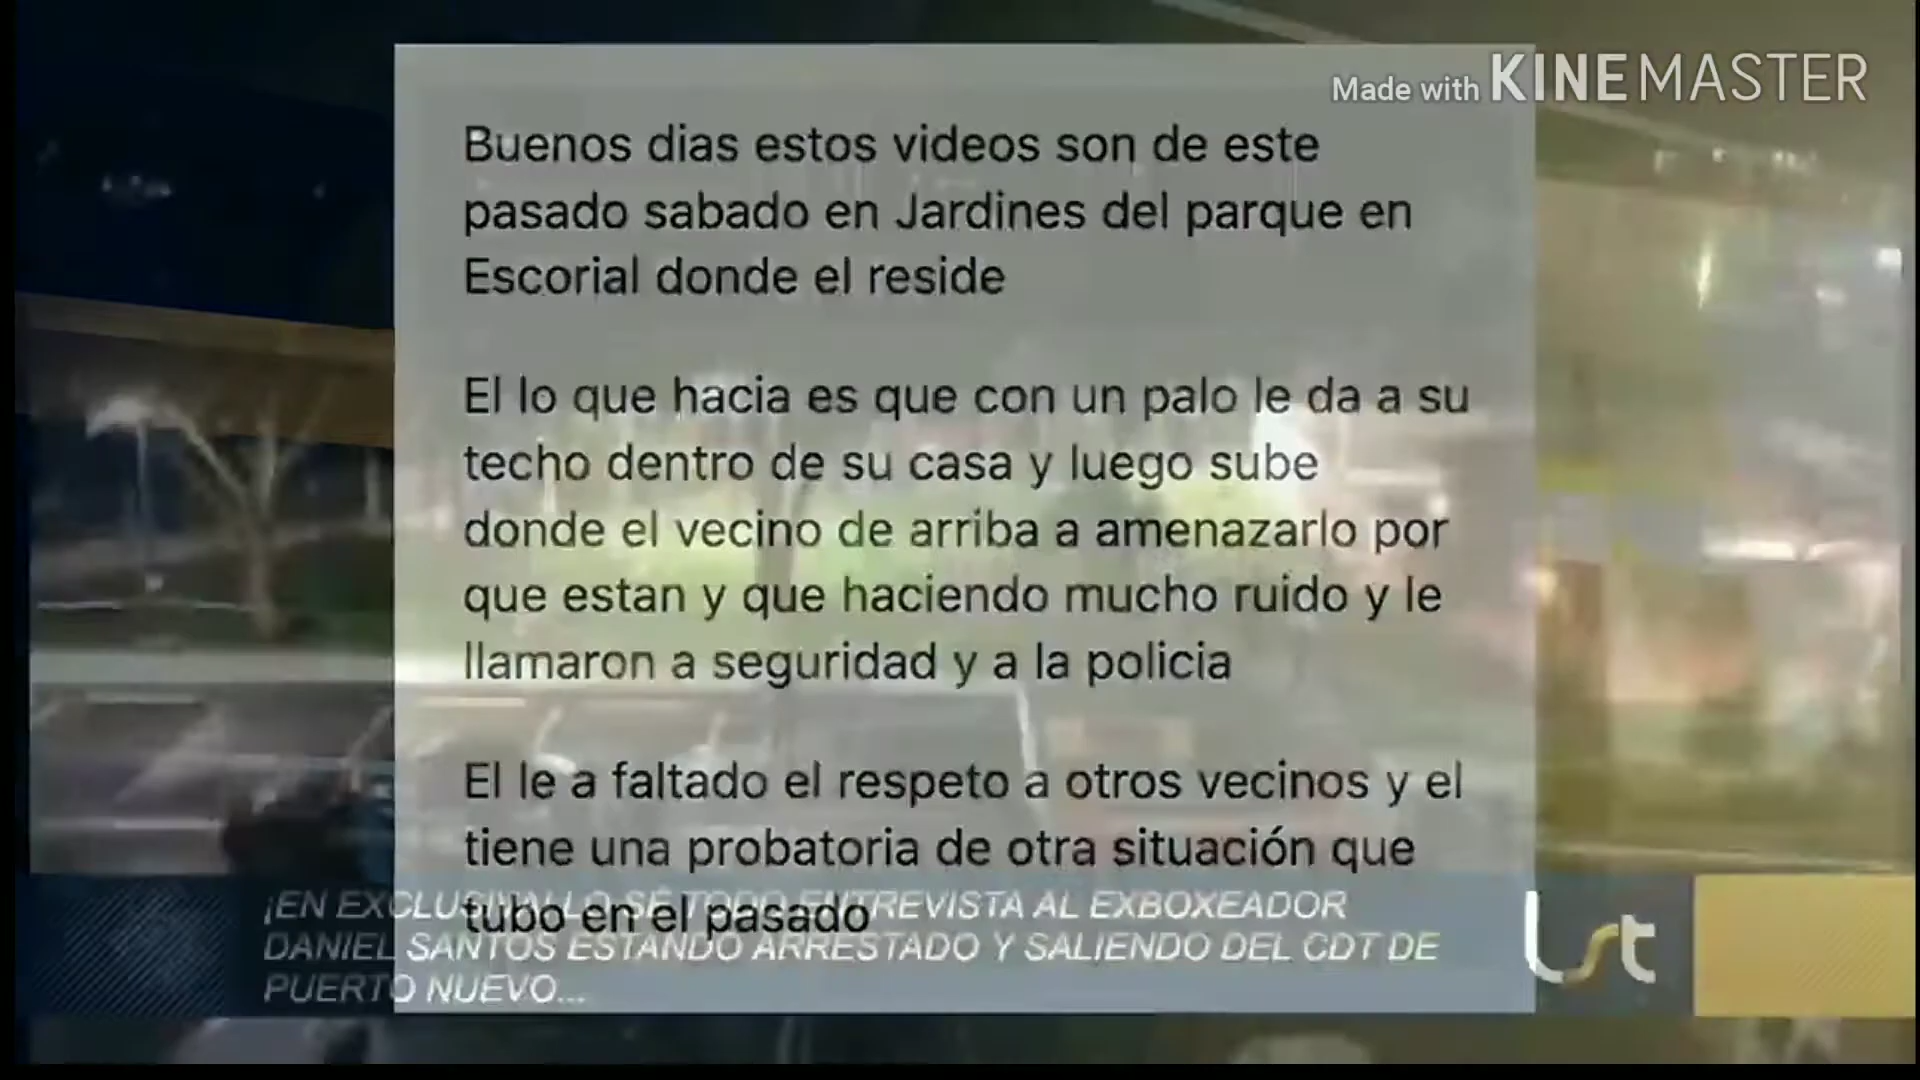 Made with KINEMASTER
Buenos dias estos videos son de este
pasado sabado en Jardines del parque en
Escorial donde el reside
El lo que hacia es que con un palo le da a su
techo dentro de su casa y luego sube
donde el vecino de arriba a amenazarlo por
que estan y que haciendo mucho ruido y le
llamaron a seguridad y a la policia
El le a faltado el respeto a otros vecinos y el
tiene una probatoria de otra situación que
tubo en el pasado
¡EN EXCLUSIVA! LO SÉ TODO ENTREVISTA AL EXBOXEADOR
DANIEL SANTOS ESTANDO ARRESTADO Y SALIENDO DEL CDT DE
PUERTO NUEVO...
lst